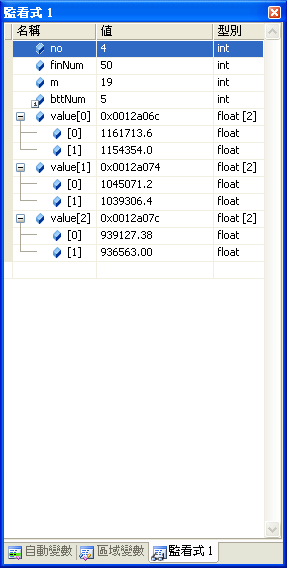 監看式 1
名稱 值 型別
no 4 int
finNum 50 int
m 19 int
bttNum 5 int
value[0] 0x0012a06c float [2]
[0] 1161713.6 float
[1] 1154354.0 float
value[1] 0x0012a074 float [2]
[0] 1045071.2 float
[1] 1039306.4 float
value[2] 0x0012a07c float [2]
[0] 939127.38 float
[1] 936563.00 float
自動變數 區域變數 監看式 1